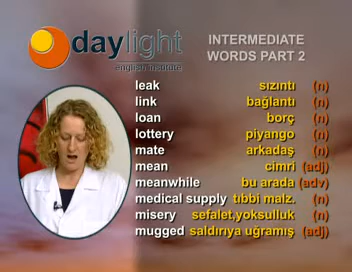 daylight
english institute
INTERMEDIATE
WORDS PART 2
leak sızıntı (n)
link bağlantı (n)
loan borç (n)
lottery piyango (n)
mate arkadaş (n)
mean cimri (adj)
meanwhile bu arada (adv)
medical supply tıbbi malz. (n)
misery sefalet,yoksulluk (n)
mugged saldırıya uğramış (adj)